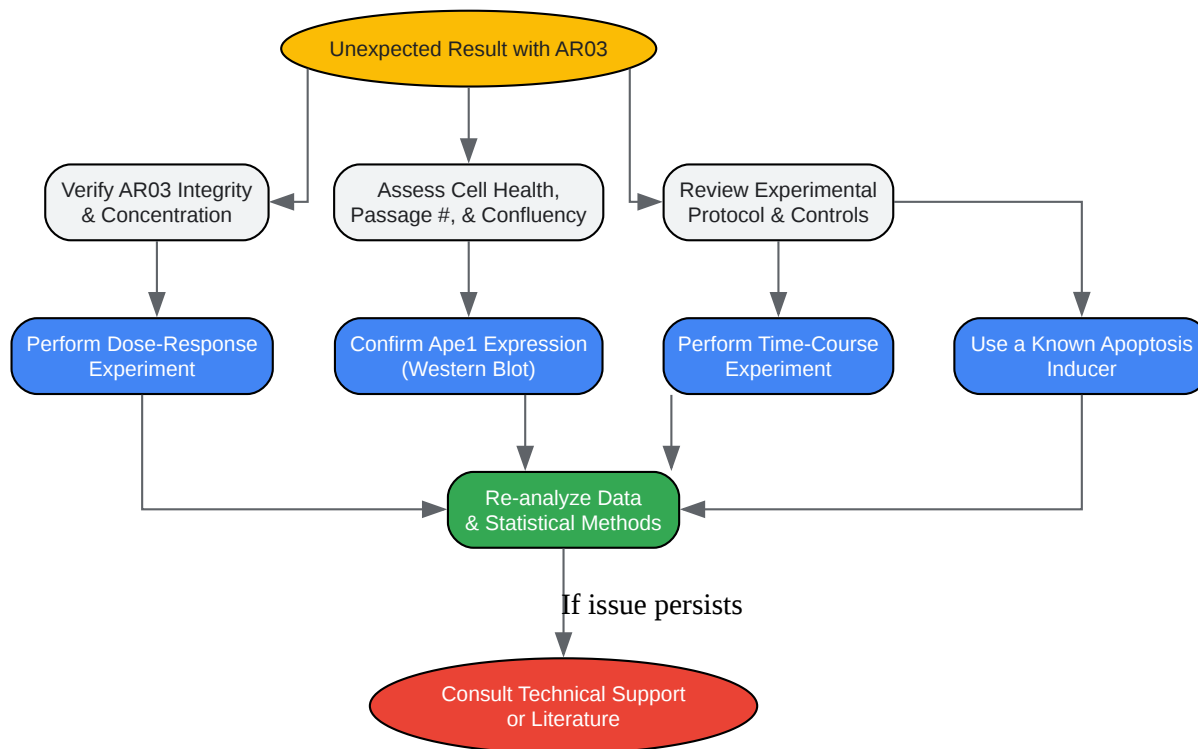 Unexpected Result with AR03
Verify AR03 Integrity
& Concentration
Assess Cell Health,
Passage #, & Confluency
Review Experimental
Protocol & Controls
Perform Dose-Response
Experiment
Confirm Ape1 Expression
(Western Blot)
Perform Time-Course
Experiment
Use a Known Apoptosis
Inducer
Re-analyze Data
& Statistical Methods
If issue persists
Consult Technical Support
or Literature